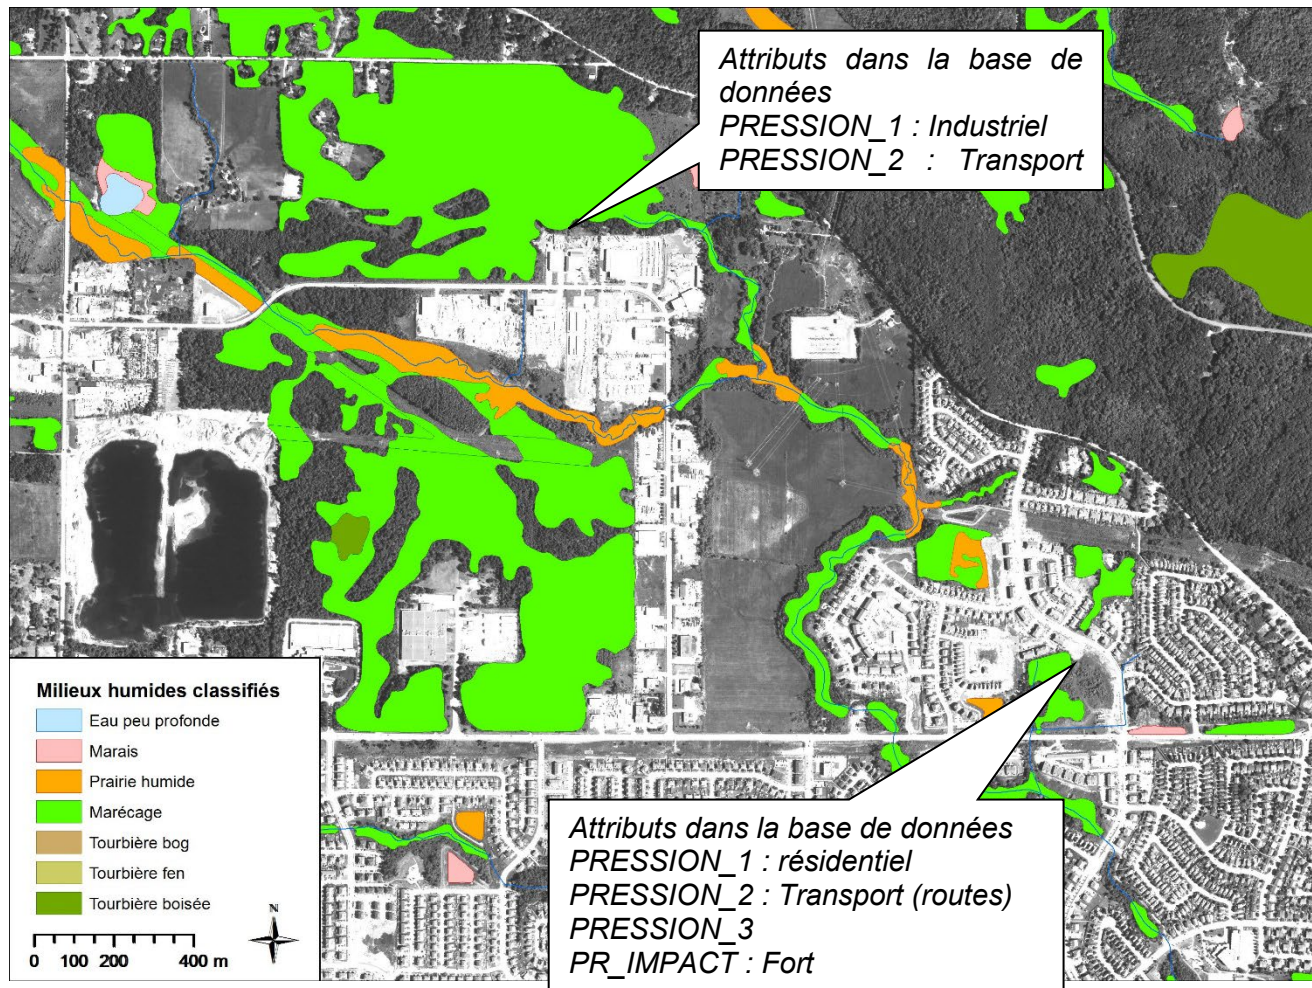 Attributs dans la base de
données
PRESSION_1 : Industriel
PRESSION_2 : Transport
Milieux humides classifiés
Eau peu profonde
Marais
Prairie humide
Marécage
Tourbière bog
Tourbière fen
Tourbière boisée
N
0 100 200 400 m
Attributs dans la base de données
PRESSION_1 : résidentiel
PRESSION_2 : Transport (routes)
PRESSION_3
PR_IMPACT : Fort